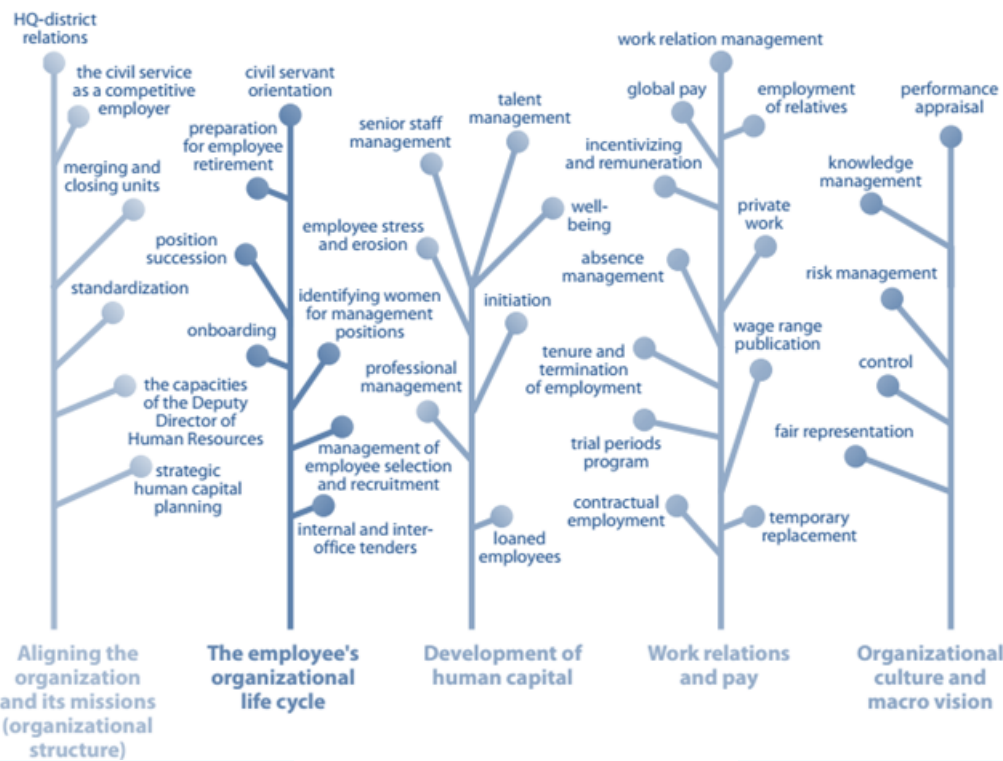 HQ-district
relations
the civil service
as a competitive
employer
merging and
closing units
standardization
the capacities
of the Deputy
Director of
Human Resources
strategic
human capital
planning
Aligning the
organization
and its missions
(organizational
structure)
civil servant
orientation
preparation
for employee
retirement
position
succession
identifying women
for management
positions
onboarding
management of
employee selection
and recruitment
internal and inter-
office tenders
The employee's
organizational
life cycle
talent
management
senior staff
management
well-
being
employee stress
and erosion
initiation
professional
management
loaned
employees
Development of
human capital
work relation management
global pay
employment
of relatives
incentivizing
and remuneration
private
work
absence
management
wage range
publication
tenure and
termination
of employment
trial periods
program
contractual
employment
temporary
replacement
Work relations
and pay
performance
appraisal
knowledge
management
risk management
control
fair representation
Organizational
culture and
macro vision